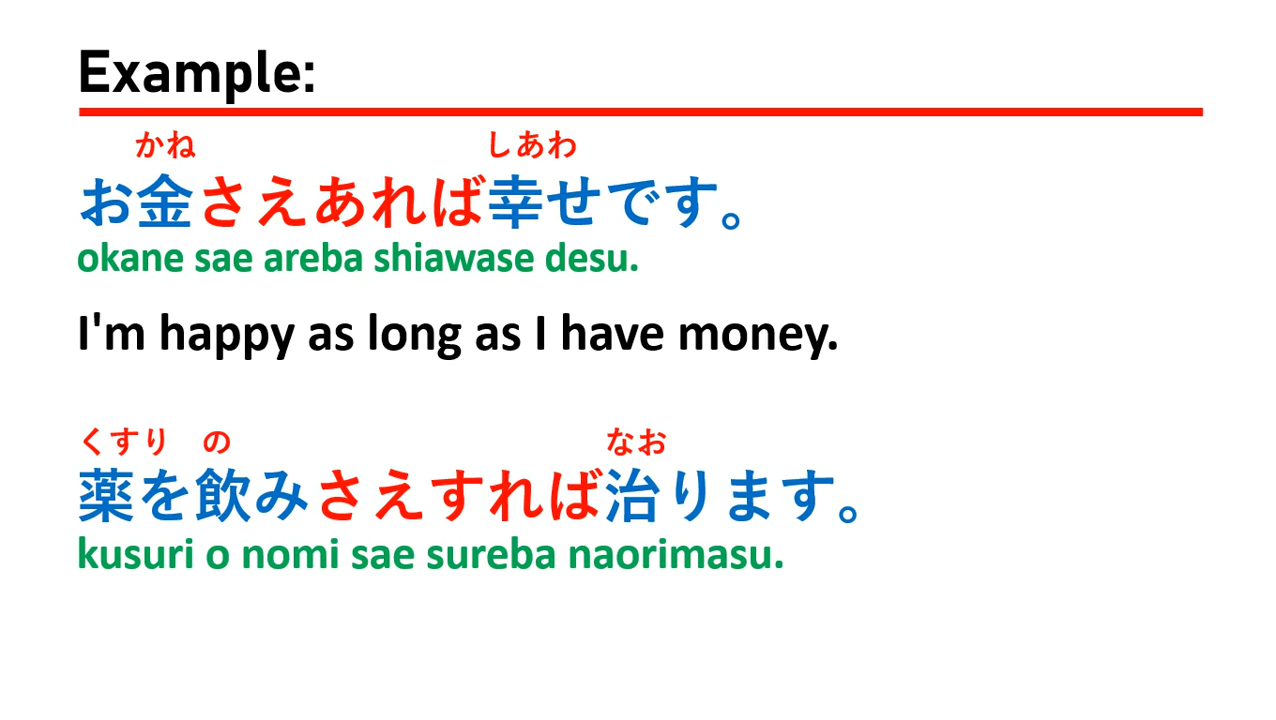 Example:
かね しあわ
お金さえあれば幸せです。
okane sae areba shiawase desu.
I'm happy as long as I have money.
くすり の なお
薬を飲みさえすれば治ります。
kusuri o nomi sae sureba naorimasu.